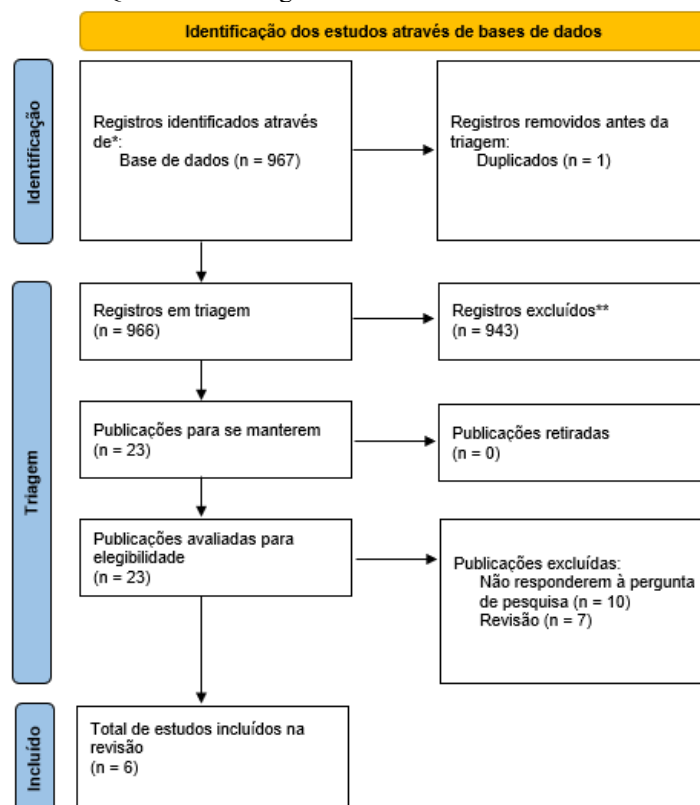 Identificação dos estudos através de bases de dados
Identificação
Registros identificados através
de*:
Base de dados (n = 967)
Registros removidos antes da
triagem:
Duplicados (n = 1)
Triagem
Registros em triagem
(n = 966)
Registros excluídos**
(n = 943)
Publicações para se manterem
(n = 23)
Publicações retiradas
(n = 0)
Publicações avaliadas para
elegibilidade
(n = 23)
Publicações excluídas:
Não responderem à pergunta
de pesquisa (n = 10)
Revisão (n = 7)
Incluído
Total de estudos incluídos na
revisão
(n = 6)